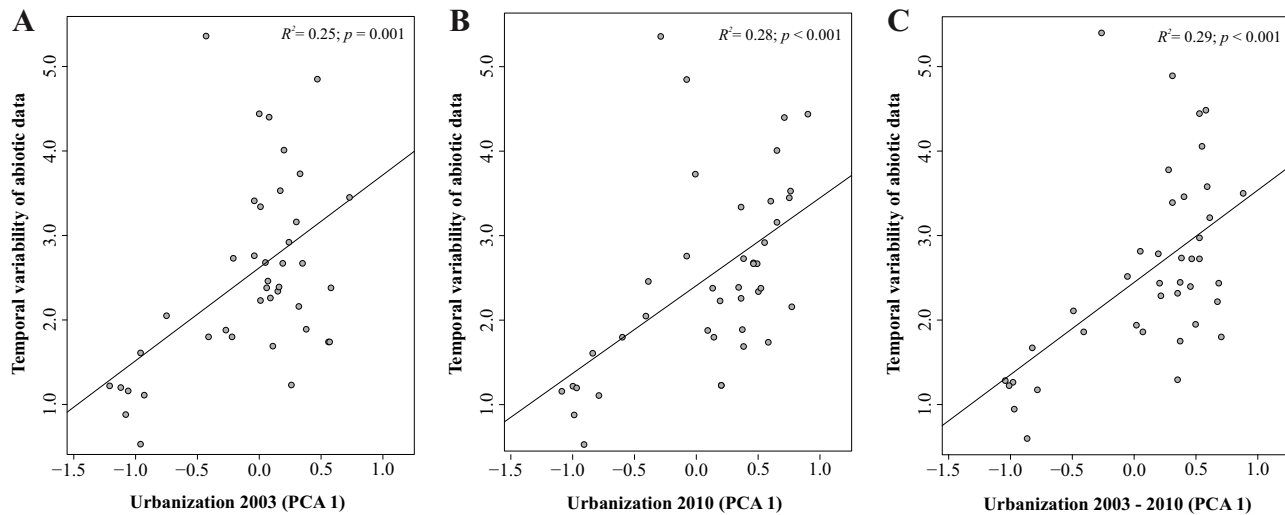 A
R²= 0.25; p = 0.001
Temporal variability of abiotic data
5.0
4.0
3.0
2.0
1.0
−1.5
−1.0
−0.5
0.0
0.5
1.0
Urbanization 2003 (PCA 1)
B
R²= 0.28; p < 0.001
Temporal variability of abiotic data
5.0
4.0
3.0
2.0
1.0
−1.5
−1.0
−0.5
0.0
0.5
1.0
Urbanization 2010 (PCA 1)
C
R²= 0.29; p < 0.001
Temporal variability of abiotic data
5.0
4.0
3.0
2.0
1.0
−1.5
−1.0
−0.5
0.0
0.5
1.0
Urbanization 2003 - 2010 (PCA 1)